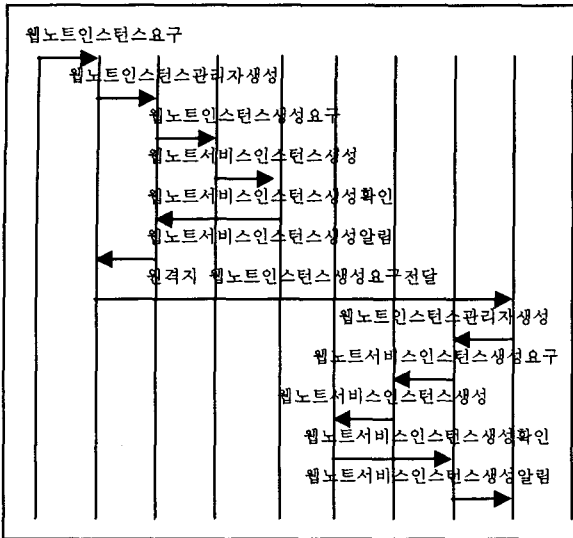 웹노트인스턴스요구
웹노트인스턴스관리자생성
웹노트인스턴스생성요구
웹노트서비스인스턴스생성
웹노트서비스인스턴스생성확인
웹노트서비스인스턴스생성알림
원격지 웹노트인스턴스생성요구전달
웹노트인스턴스관리자생성
웹노트서비스인스턴스생성요구
웹노트서비스인스턴스생성
웹노트서비스인스턴스생성확인
웹노트서비스인스턴스생성알림